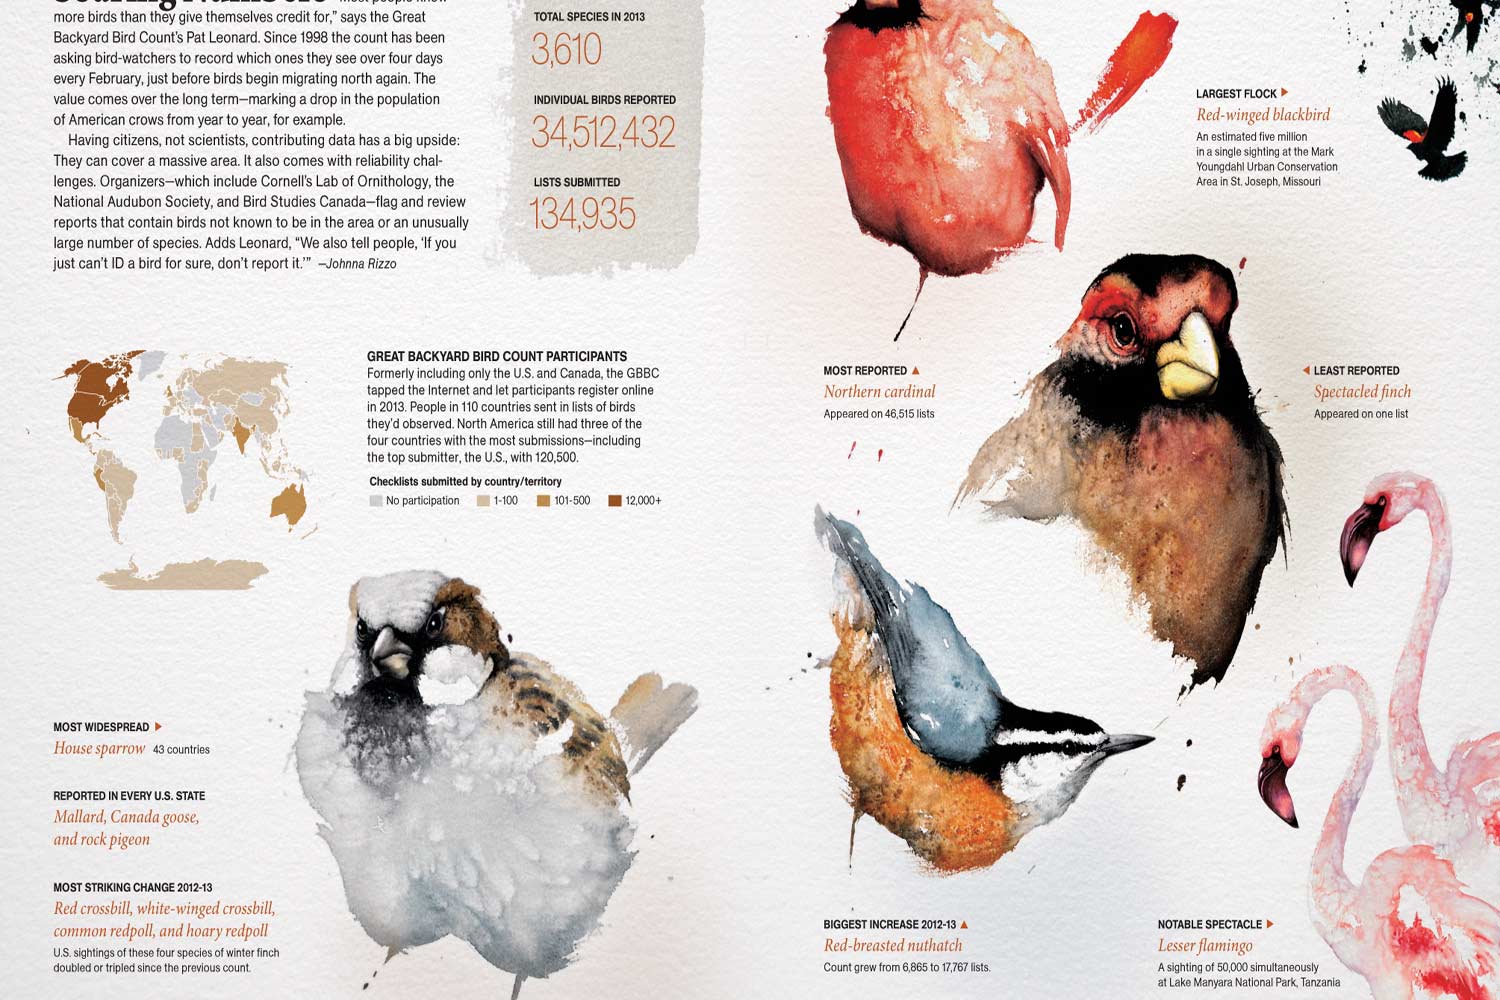 more birds than they give themselves credit for,” says the Great
Backyard Bird Count’s Pat Leonard. Since 1998 the count has been
asking bird-watchers to record which ones they see over four days
every February, just before birds begin migrating north again. The
value comes over the long term—marking a drop in the population
of American crows from year to year, for example.
Having citizens, not scientists, contributing data has a big upside:
They can cover a massive area. It also comes with reliability chal-
lenges. Organizers—which include Cornell’s Lab of Ornithology, the
National Audubon Society, and Bird Studies Canada—flag and review
reports that contain birds not known to be in the area or an unusually
large number of species. Adds Leonard, “We also tell people, ‘If you
just can’t ID a bird for sure, don’t report it.’” —Johnna Rizzo
TOTAL SPECIES IN 2013
3,610
INDIVIDUAL BIRDS REPORTED
34,512,432
LISTS SUBMITTED
134,935
LARGEST FLOCK
Red-winged blackbird
An estimated five million
in a single sighting at the Mark
Youngdahl Urban Conservation
Area in St. Joseph, Missouri
GREAT BACKYARD BIRD COUNT PARTICIPANTS
Formerly including only the U.S. and Canada, the GBBC
tapped the Internet and let participants register online
in 2013. People in 110 countries sent in lists of birds
they’d observed. North America still had three of the
four countries with the most submissions—including
the top submitter, the U.S., with 120,500.
Checklists submitted by country/territory
No participation 1-100 101-500 12,000+
MOST REPORTED
Northern cardinal
Appeared on 46,515 lists
LEAST REPORTED
Spectacled finch
Appeared on one list
MOST WIDESPREAD
House sparrow 43 countries
REPORTED IN EVERY U.S. STATE
Mallard, Canada goose,
and rock pigeon
MOST STRIKING CHANGE 2012-13
Red crossbill, white-winged crossbill,
common redpoll, and hoary redpoll
U.S. sightings of these four species of winter finch
doubled or tripled since the previous count.
BIGGEST INCREASE 2012-13
Red-breasted nuthatch
Count grew from 6,865 to 17,767 lists.
NOTABLE SPECTACLE
Lesser flamingo
A sighting of 50,000 simultaneously
at Lake Manyara National Park, Tanzania